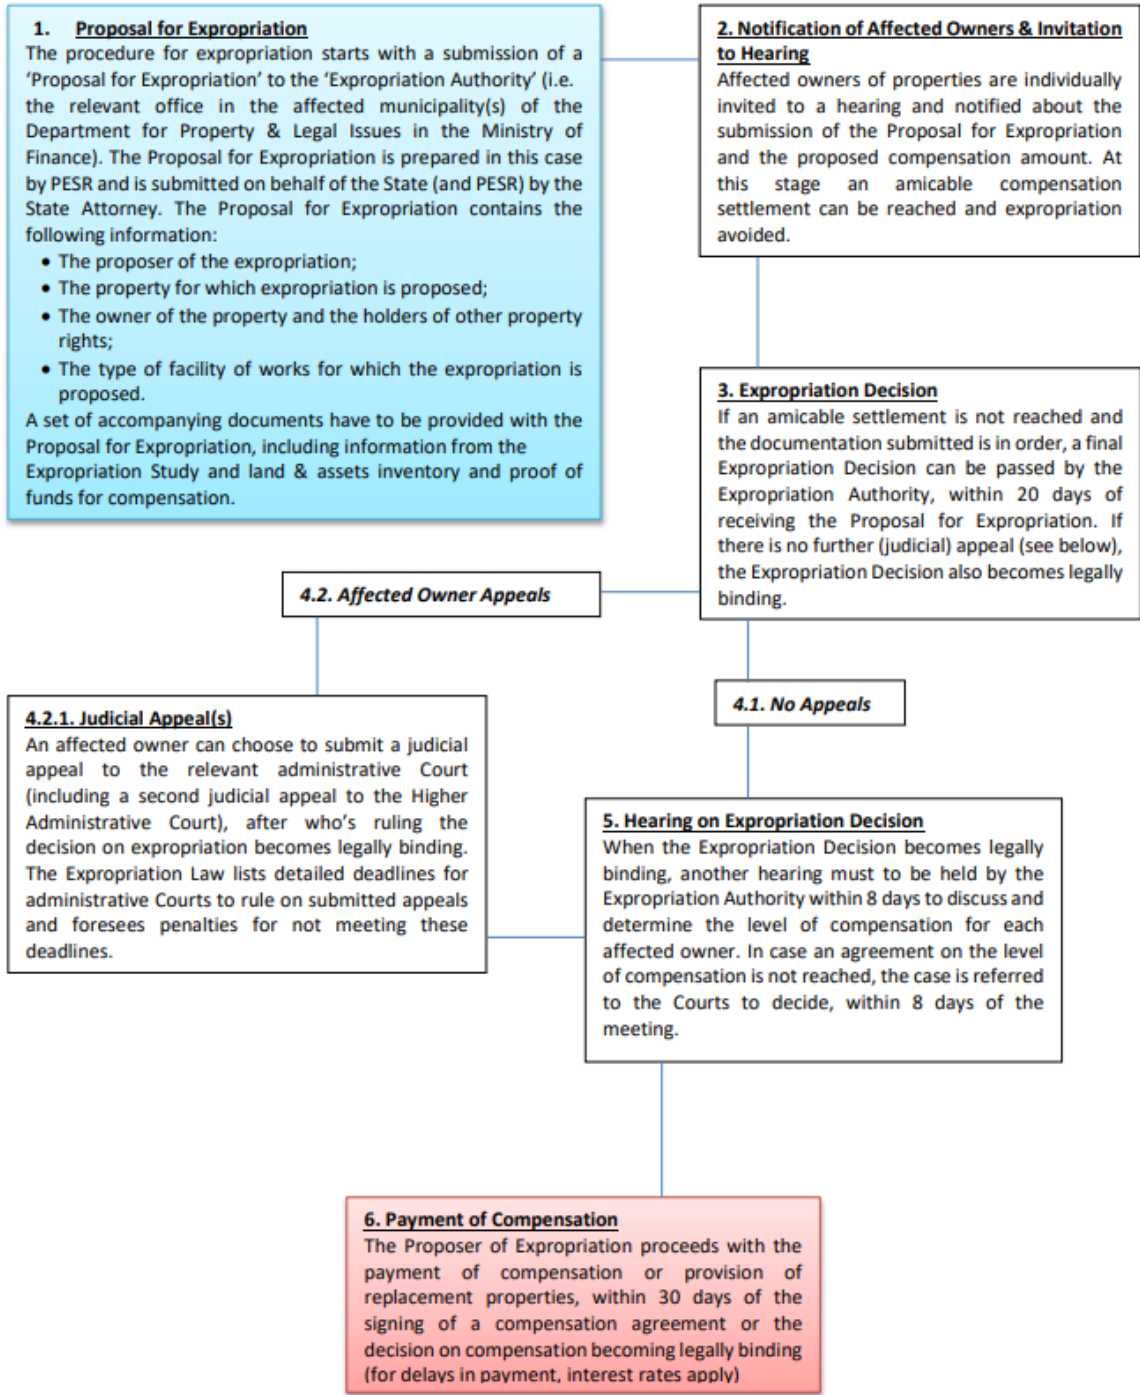 1. Proposal for Expropriation
The procedure for expropriation starts with a submission of a
‘Proposal for Expropriation’ to the ‘Expropriation Authority’ (i.e.
the relevant office in the affected municipality(s) of the
Department for Property & Legal Issues in the Ministry of
Finance). The Proposal for Expropriation is prepared in this case
by PESR and is submitted on behalf of the State (and PESR) by the
State Attorney. The Proposal for Expropriation contains the
following information:
• The proposer of the expropriation;
• The property for which expropriation is proposed;
• The owner of the property and the holders of other property
rights;
• The type of facility of works for which the expropriation is
proposed.
A set of accompanying documents have to be provided with the
Proposal for Expropriation, including information from the
Expropriation Study and land & assets inventory and proof of
funds for compensation.
2. Notification of Affected Owners & Invitation
to Hearing
Affected owners of properties are individually
invited to a hearing and notified about the
submission of the Proposal for Expropriation
and the proposed compensation amount. At
this stage an amicable compensation
settlement can be reached and expropriation
avoided.
3. Expropriation Decision
If an amicable settlement is not reached and
the documentation submitted is in order, a final
Expropriation Decision can be passed by the
Expropriation Authority, within 20 days of
receiving the Proposal for Expropriation. If
there is no further (judicial) appeal (see below),
the Expropriation Decision also becomes legally
binding.
4.2. Affected Owner Appeals
4.1. No Appeals
4.2.1. Judicial Appeal(s)
An affected owner can choose to submit a judicial
appeal to the relevant administrative Court
(including a second judicial appeal to the Higher
Administrative Court), after who’s ruling the
decision on expropriation becomes legally binding.
The Expropriation Law lists detailed deadlines for
administrative Courts to rule on submitted appeals
and foresees penalties for not meeting these
deadlines.
5. Hearing on Expropriation Decision
When the Expropriation Decision becomes legally
binding, another hearing must to be held by the
Expropriation Authority within 8 days to discuss and
determine the level of compensation for each
affected owner. In case an agreement on the level
of compensation is not reached, the case is referred
to the Courts to decide, within 8 days of the
meeting.
6. Payment of Compensation
The Proposer of Expropriation proceeds with the
payment of compensation or provision of
replacement properties, within 30 days of the
signing of a compensation agreement or the
decision on compensation becoming legally binding
(for delays in payment, interest rates apply)